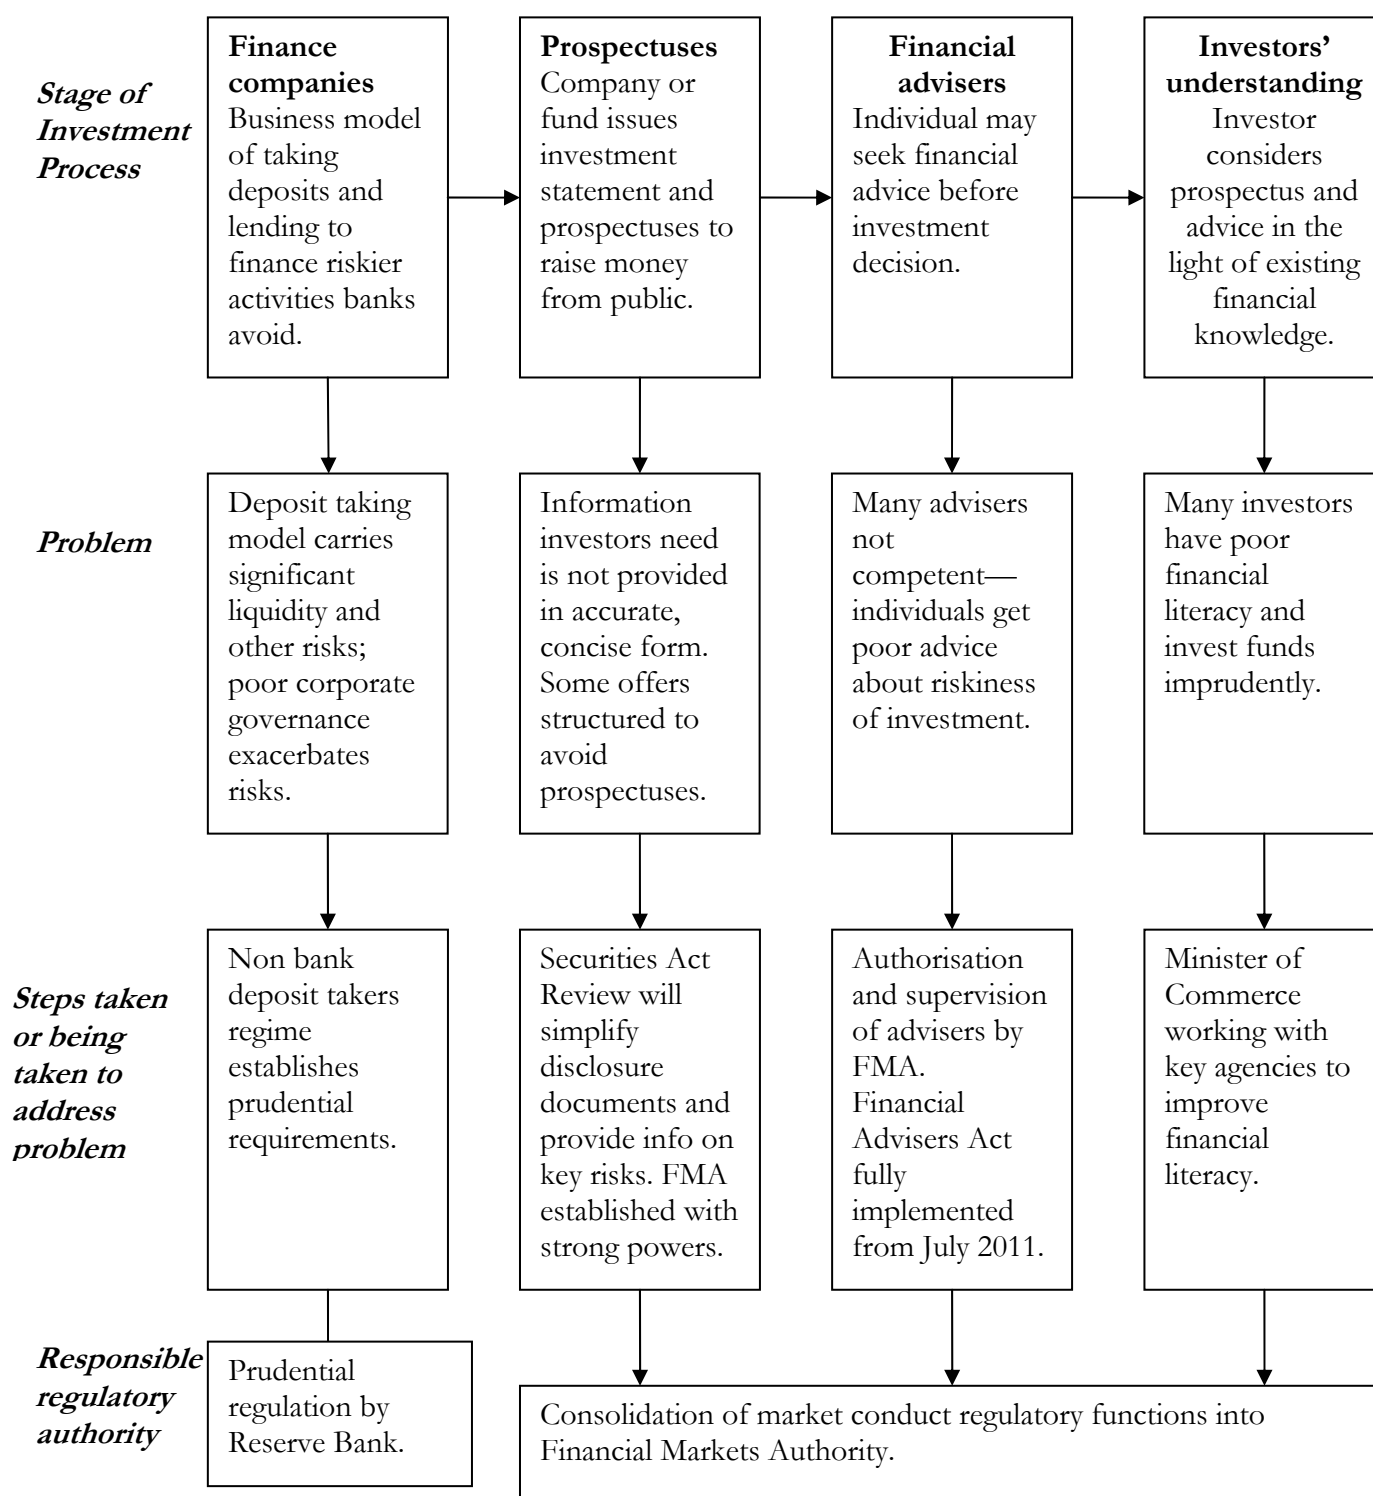 Stage of
Investment
Process
Finance
companies
Business model
of taking
deposits and
lending to
finance riskier
activities banks
avoid.
Prospectuses
Company or
fund issues
investment
statement and
prospectuses to
raise money
from public.
Financial
advisers
Individual may
seek financial
advice before
investment
decision.
Investors’
understanding
Investor
considers
prospectus and
advice in the
light of existing
financial
knowledge.
Problem
Deposit taking
model carries
significant
liquidity and
other risks;
poor corporate
governance
exacerbates
risks.
Information
investors need
is not provided
in accurate,
concise form.
Some offers
structured to
avoid
prospectuses.
Many advisers
not
competent—
individuals get
poor advice
about riskiness
of investment.
Many investors
have poor
financial
literacy and
invest funds
imprudently.
Steps taken
or being
taken to
address
problem
Non bank
deposit takers
regime
establishes
prudential
requirements.
Securities Act
Review will
simplify
disclosure
documents and
provide info on
key risks. FMA
established with
strong powers.
Authorisation
and supervision
of advisers by
FMA.
Financial
Advisers Act
fully
implemented
from July 2011.
Minister of
Commerce
working with
key agencies to
improve
financial
literacy.
Responsible
regulatory
authority
Prudential
regulation by
Reserve Bank.
Consolidation of market conduct regulatory functions into
Financial Markets Authority.